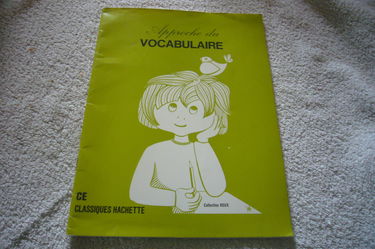 Approche du
VOCABULAIRE
CE
CLASSIQUES HACHETTE
Collection ROUX